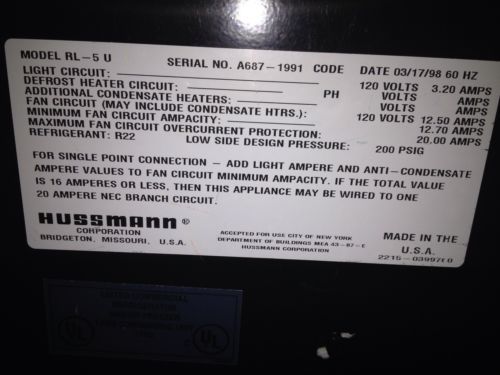 MODEL RL-5 U SERIAL NO. A687-1991 CODE DATE 03/17/98 60 HZ
LIGHT CIRCUIT: 120 VOLTS 3.20 AMPS
DEFROST HEATER CIRCUIT: PH VOLTS AMPS
ADDITIONAL CONDENSATE HEATERS: VOLTS AMPS
FAN CIRCUIT (MAY INCLUDE CONDENSATE HTRS.): 120 VOLTS 12.50 AMPS
MINIMUM FAN CIRCUIT AMPACITY: 12.70 AMPS
MAXIMUM FAN CIRCUIT OVERCURRENT PROTECTION: 20.00 AMPS
REFRIGERANT: R22 LOW SIDE DESIGN PRESSURE: 200 PSIG
FOR SINGLE POINT CONNECTION - ADD LIGHT AMPERE AND ANTI-CONDENSATE
AMPERE VALUES TO FAN CIRCUIT MINIMUM AMPACITY. IF THE TOTAL VALUE
IS 16 AMPERES OR LESS, THEN THIS APPLIANCE MAY BE WIRED TO ONE
20 AMPERE NEC BRANCH CIRCUIT.
HUSSMANN
CORPORATION
BRIDGETON, MISSOURI, U.S.A.
ACCEPTED FOR USE CITY OF NEW YORK
DEPARTMENT OF BUILDINGS MEA 43-87-E
HUSSMANN CORPORATION
MADE IN THE
U.S.A.
2215-03997E0
LISTED COMMERCIAL
REFRIGERATOR
UL
UL